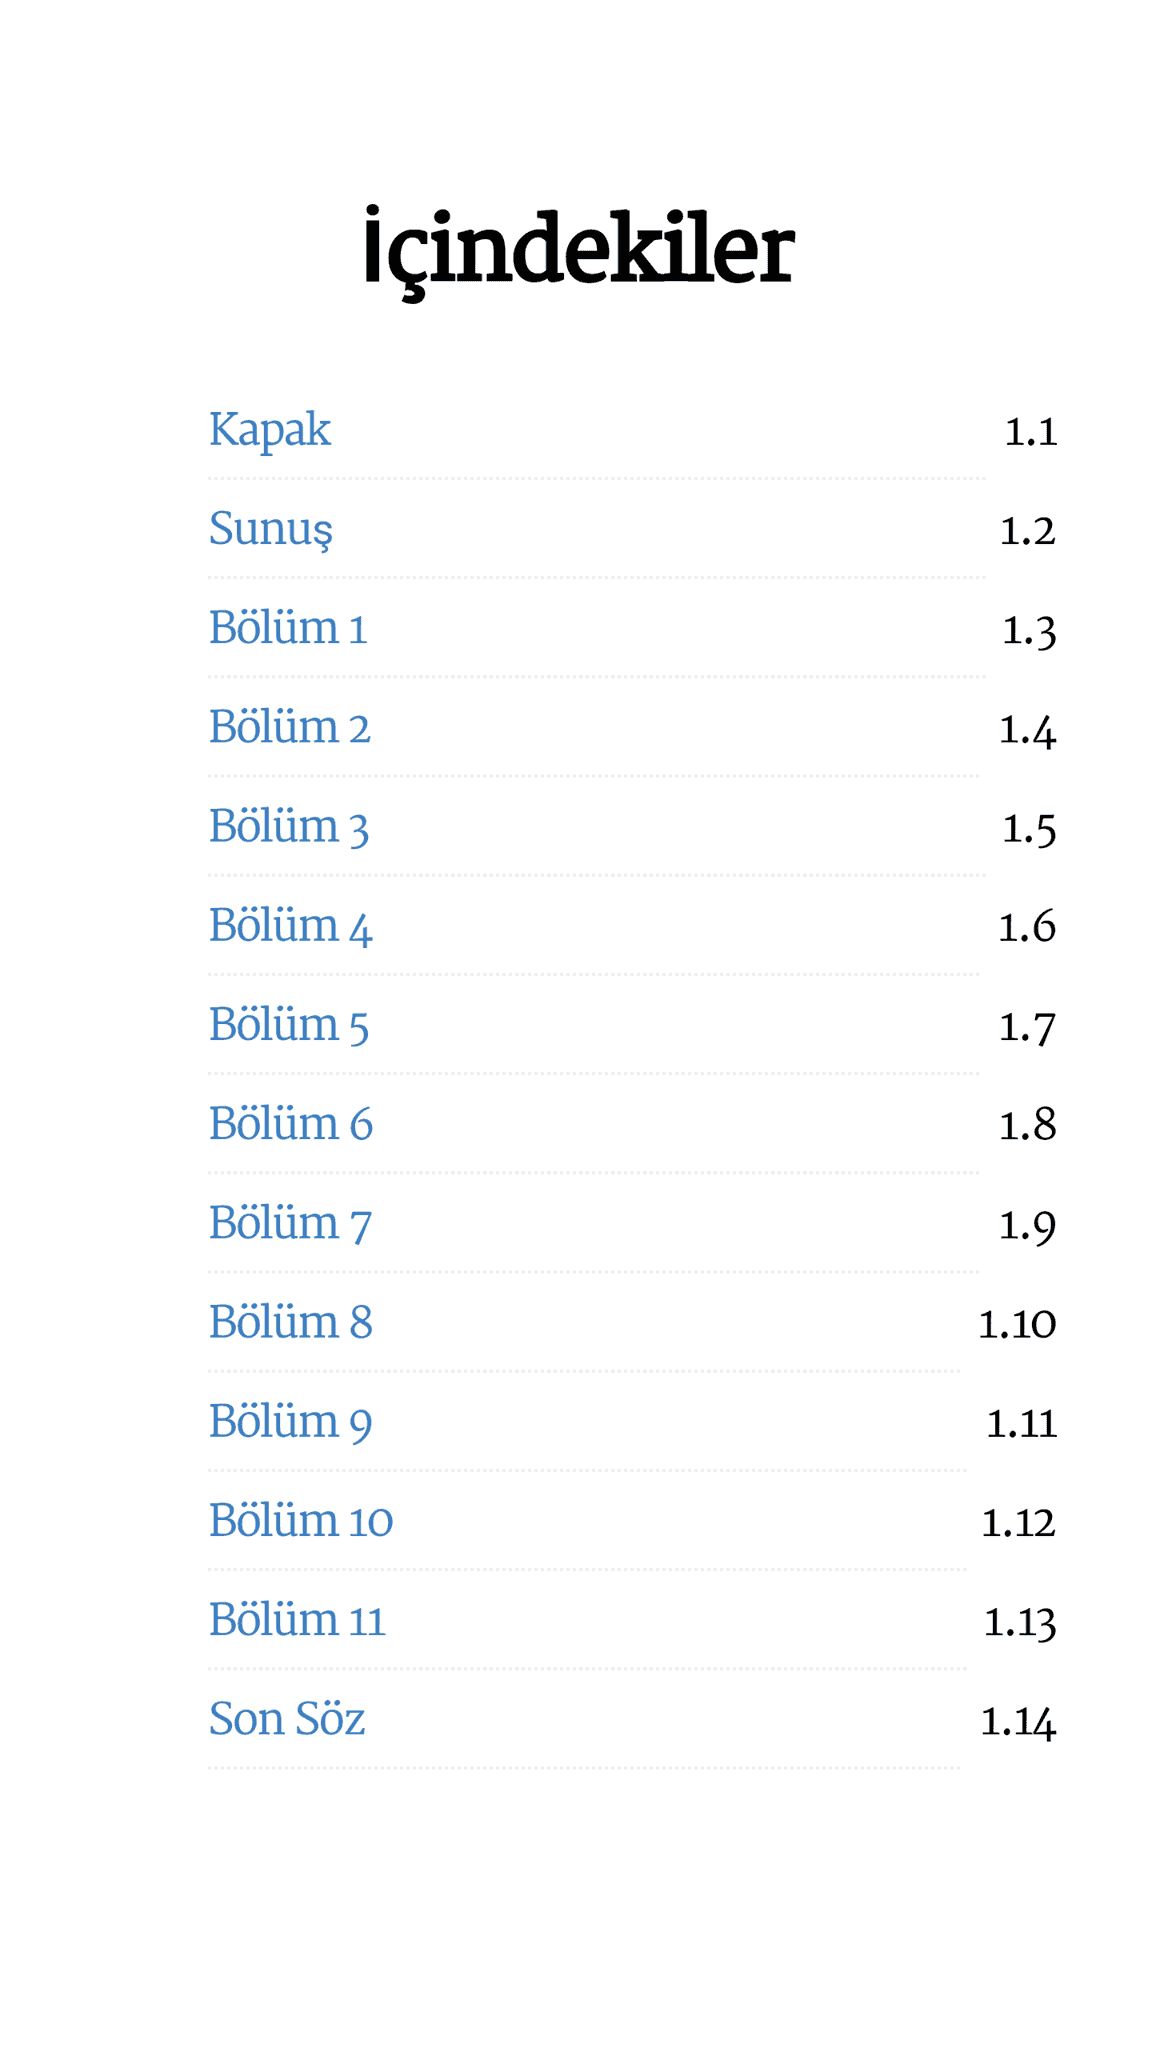 İçindekiler
Kapak 1.1
Sunuş 1.2
Bölüm 1 1.3
Bölüm 2 1.4
Bölüm 3 1.5
Bölüm 4 1.6
Bölüm 5 1.7
Bölüm 6 1.8
Bölüm 7 1.9
Bölüm 8 1.10
Bölüm 9 1.11
Bölüm 10 1.12
Bölüm 11 1.13
Son Söz 1.14